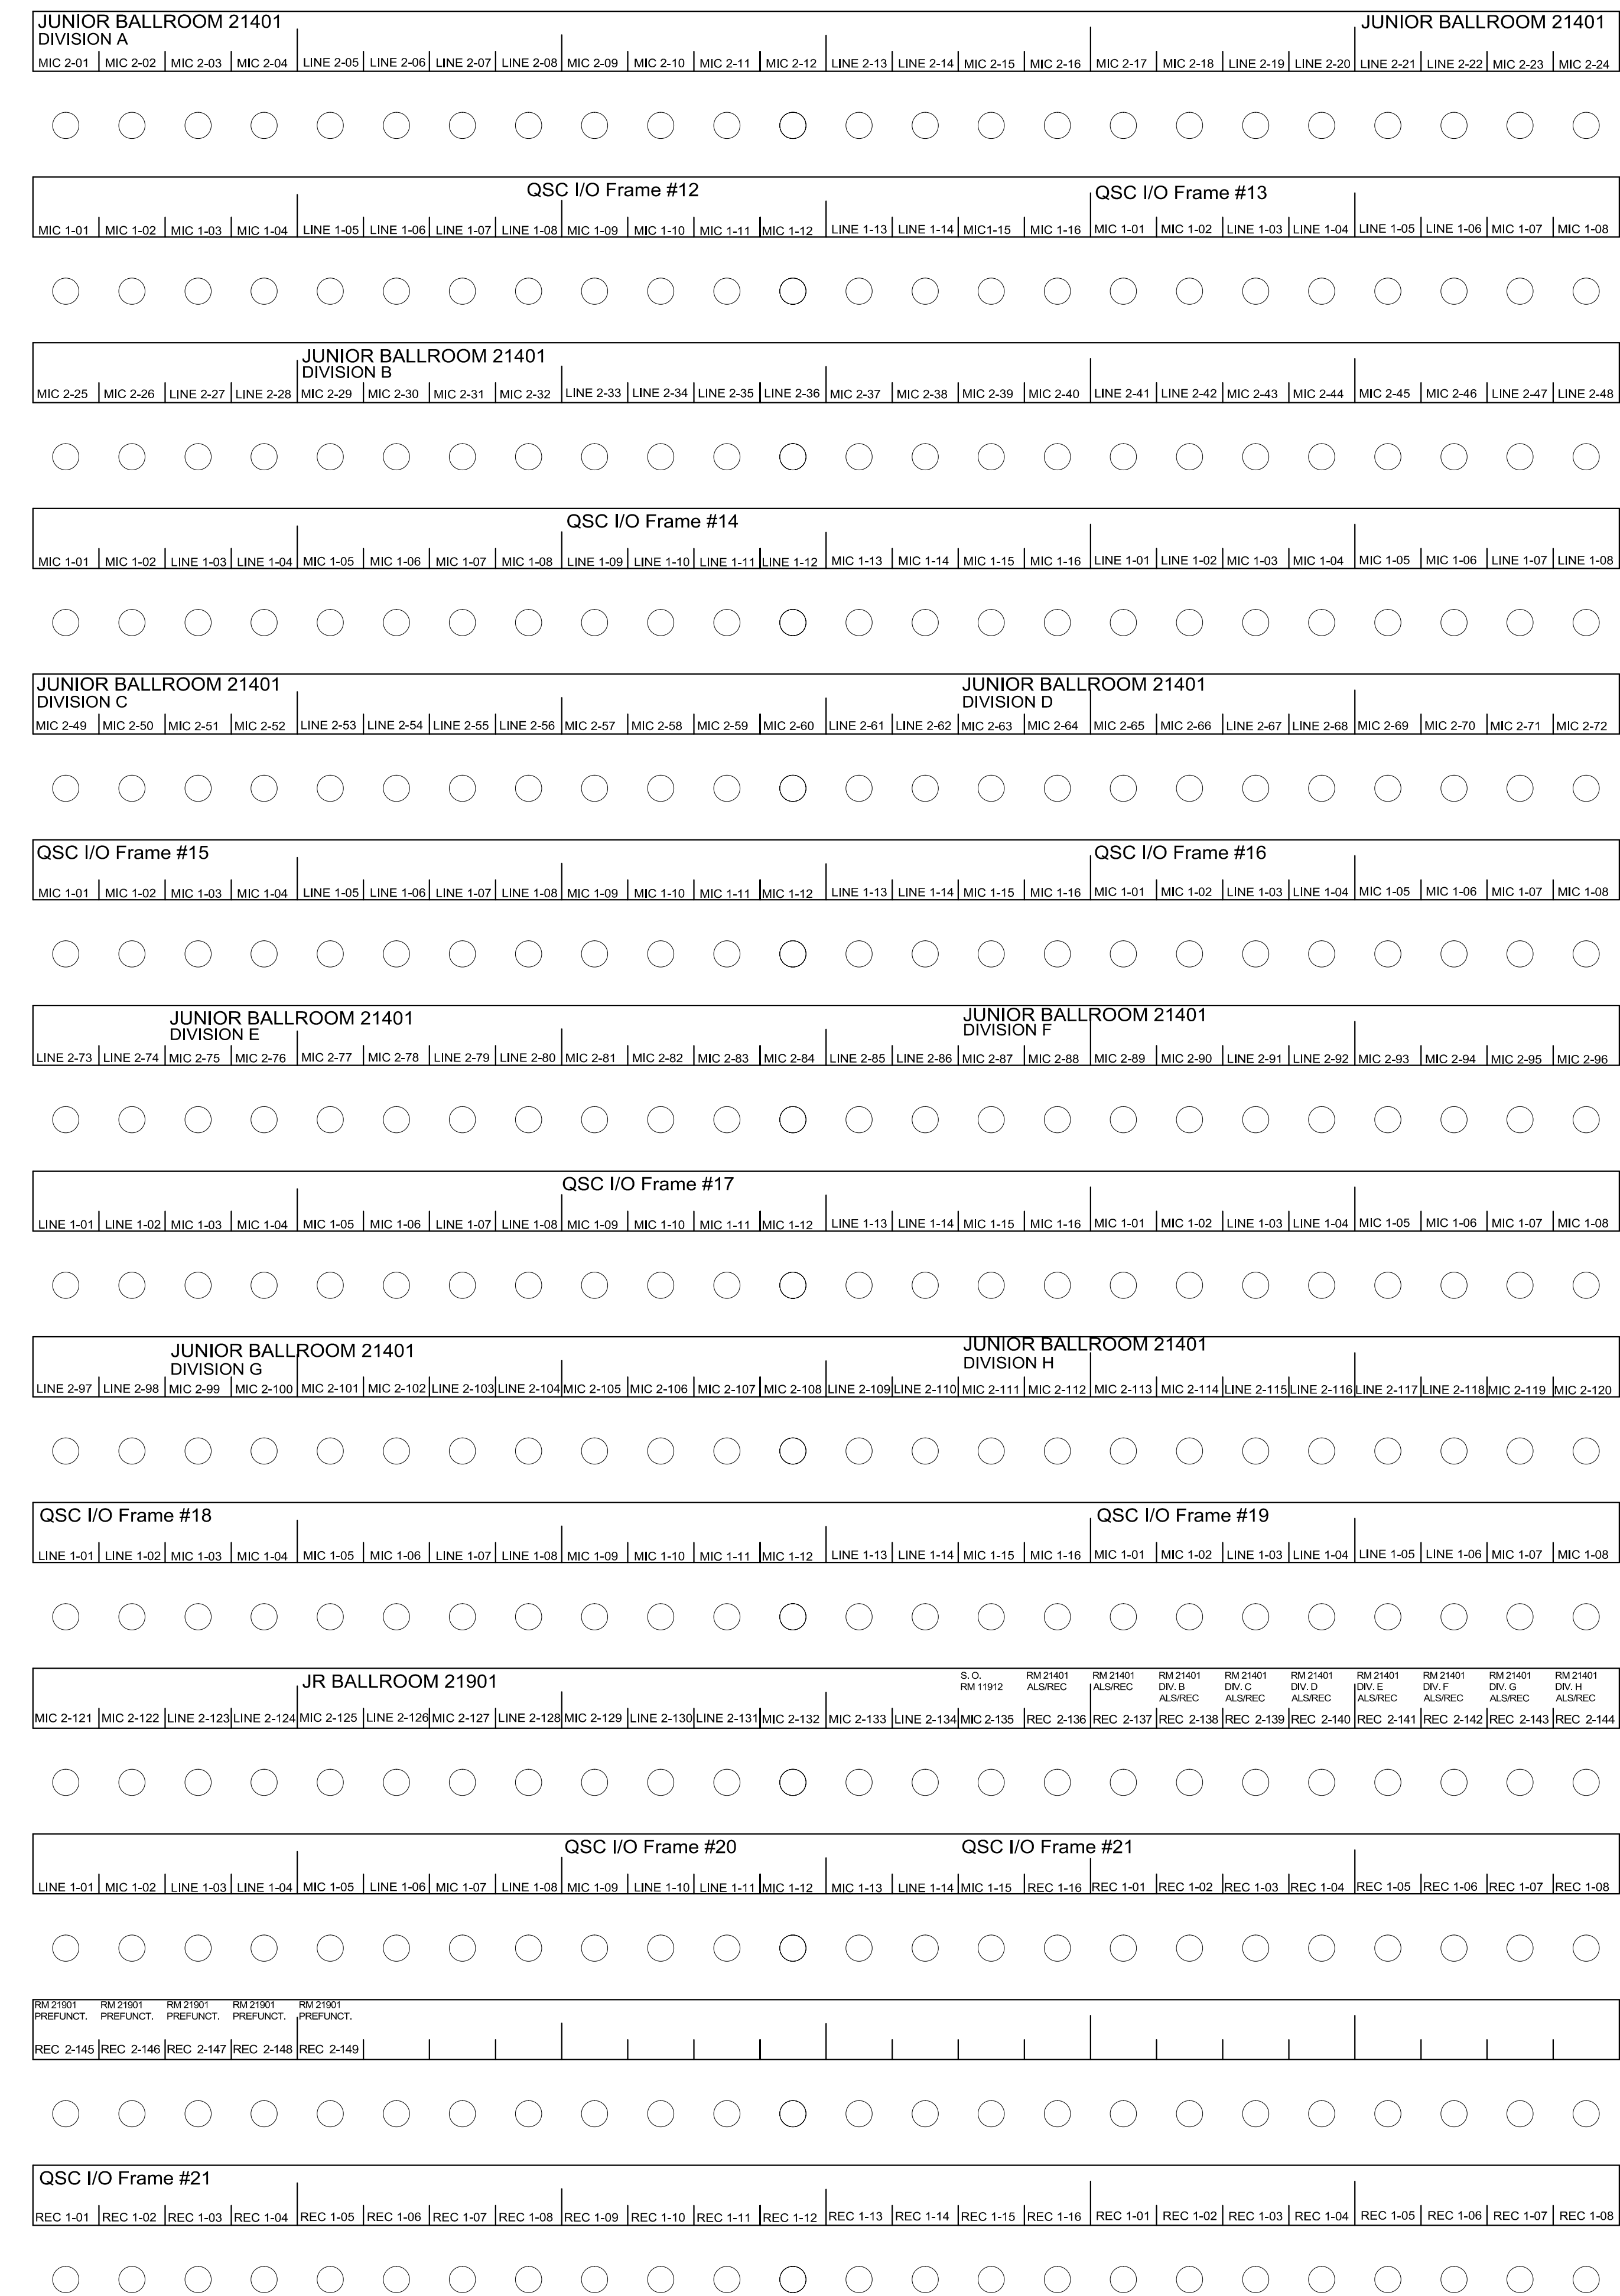 JUNIOR BALLROOM 21401 JUNIOR BALLROOM 21401
DIVISION A
MIC 2-01 MIC 2-02 MIC 2-03 MIC 2-04 LINE 2-05 LINE 2-06 LINE 2-07 LINE 2-08 MIC 2-09 MIC 2-10 MIC 2-11 MIC 2-12 LINE 2-13 LINE 2-14 MIC 2-15 MIC 2-16 MIC 2-17 MIC 2-18 LINE 2-19 LINE 2-20 LINE 2-21 LINE 2-22 MIC 2-23 MIC 2-24
QSC I/O Frame #12 QSC I/O Frame #13
MIC 1-01 MIC 1-02 MIC 1-03 MIC 1-04 LINE 1-05 LINE 1-06 LINE 1-07 LINE 1-08 MIC 1-09 MIC 1-10 MIC 1-11 MIC 1-12 LINE 1-13 LINE 1-14 MIC1-15 MIC 1-16 MIC 1-01 MIC 1-02 LINE 1-03 LINE 1-04 LINE 1-05 LINE 1-06 MIC 1-07 MIC 1-08
JUNIOR BALLROOM 21401
DIVISION B
MIC 2-25 MIC 2-26 LINE 2-27 LINE 2-28 MIC 2-29 MIC 2-30 MIC 2-31 MIC 2-32 LINE 2-33 LINE 2-34 LINE 2-35 LINE 2-36 MIC 2-37 MIC 2-38 MIC 2-39 MIC 2-40 LINE 2-41 LINE 2-42 MIC 2-43 MIC 2-44 MIC 2-45 MIC 2-46 LINE 2-47 LINE 2-48
QSC I/O Frame #14
MIC 1-01 MIC 1-02 LINE 1-03 LINE 1-04 MIC 1-05 MIC 1-06 MIC 1-07 MIC 1-08 LINE 1-09 LINE 1-10 LINE 1-11 LINE 1-12 MIC 1-13 MIC 1-14 MIC 1-15 MIC 1-16 LINE 1-01 LINE 1-02 MIC 1-03 MIC 1-04 MIC 1-05 MIC 1-06 LINE 1-07 LINE 1-08
JUNIOR BALLROOM 21401 JUNIOR BALLROOM 21401
DIVISION C DIVISION D
MIC 2-49 MIC 2-50 MIC 2-51 MIC 2-52 LINE 2-53 LINE 2-54 LINE 2-55 LINE 2-56 MIC 2-57 MIC 2-58 MIC 2-59 MIC 2-60 LINE 2-61 LINE 2-62 MIC 2-63 MIC 2-64 MIC 2-65 MIC 2-66 LINE 2-67 LINE 2-68 MIC 2-69 MIC 2-70 MIC 2-71 MIC 2-72
QSC I/O Frame #15 QSC I/O Frame #16
MIC 1-01 MIC 1-02 MIC 1-03 MIC 1-04 LINE 1-05 LINE 1-06 LINE 1-07 LINE 1-08 MIC 1-09 MIC 1-10 MIC 1-11 MIC 1-12 LINE 1-13 LINE 1-14 MIC 1-15 MIC 1-16 MIC 1-01 MIC 1-02 LINE 1-03 LINE 1-04 MIC 1-05 MIC 1-06 MIC 1-07 MIC 1-08
JUNIOR BALLROOM 21401 JUNIOR BALLROOM 21401
DIVISION E DIVISION F
LINE 2-73 LINE 2-74 MIC 2-75 MIC 2-76 MIC 2-77 MIC 2-78 LINE 2-79 LINE 2-80 MIC 2-81 MIC 2-82 MIC 2-83 MIC 2-84 LINE 2-85 LINE 2-86 MIC 2-87 MIC 2-88 MIC 2-89 MIC 2-90 LINE 2-91 LINE 2-92 MIC 2-93 MIC 2-94 MIC 2-95 MIC 2-96
QSC I/O Frame #17
LINE 1-01 LINE 1-02 MIC 1-03 MIC 1-04 MIC 1-05 MIC 1-06 LINE 1-07 LINE 1-08 MIC 1-09 MIC 1-10 MIC 1-11 MIC 1-12 LINE 1-13 LINE 1-14 MIC 1-15 MIC 1-16 MIC 1-01 MIC 1-02 LINE 1-03 LINE 1-04 MIC 1-05 MIC 1-06 MIC 1-07 MIC 1-08
JUNIOR BALLROOM 21401 JUNIOR BALLROOM 21401
DIVISION G DIVISION H
LINE 2-97 LINE 2-98 MIC 2-99 MIC 2-100 MIC 2-101 MIC 2-102 LINE 2-103 LINE 2-104 MIC 2-105 MIC 2-106 MIC 2-107 MIC 2-108 LINE 2-109 LINE 2-110 MIC 2-111 MIC 2-112 MIC 2-113 MIC 2-114 LINE 2-115 LINE 2-116 LINE 2-117 LINE 2-118 MIC 2-119 MIC 2-120
QSC I/O Frame #18 QSC I/O Frame #19
LINE 1-01 LINE 1-02 MIC 1-03 MIC 1-04 MIC 1-05 MIC 1-06 LINE 1-07 LINE 1-08 MIC 1-09 MIC 1-10 MIC 1-11 MIC 1-12 LINE 1-13 LINE 1-14 MIC 1-15 MIC 1-16 MIC 1-01 MIC 1-02 LINE 1-03 LINE 1-04 LINE 1-05 LINE 1-06 MIC 1-07 MIC 1-08
JR BALLROOM 21901 S. O. RM 21401 RM 21401 RM 21401 RM 21401 RM 21401 RM 21401 RM 21401 RM 21401 RM 21401
RM 11912 ALS/REC ALS/REC DIV. B DIV. C DIV. D DIV. E DIV. F DIV. G DIV. H
ALS/REC ALS/REC ALS/REC ALS/REC ALS/REC ALS/REC ALS/REC
MIC 2-121 MIC 2-122 LINE 2-123 LINE 2-124 MIC 2-125 LINE 2-126 MIC 2-127 LINE 2-128 MIC 2-129 LINE 2-130 LINE 2-131 MIC 2-132 MIC 2-133 LINE 2-134 MIC 2-135 REC 2-136 REC 2-137 REC 2-138 REC 2-139 REC 2-140 REC 2-141 REC 2-142 REC 2-143 REC 2-144
QSC I/O Frame #20 QSC I/O Frame #21
LINE 1-01 MIC 1-02 LINE 1-03 LINE 1-04 MIC 1-05 LINE 1-06 MIC 1-07 LINE 1-08 MIC 1-09 LINE 1-10 LINE 1-11 MIC 1-12 MIC 1-13 LINE 1-14 MIC 1-15 REC 1-16 REC 1-01 REC 1-02 REC 1-03 REC 1-04 REC 1-05 REC 1-06 REC 1-07 REC 1-08
RM 21901 RM 21901 RM 21901 RM 21901 RM 21901
PREFUNCT. PREFUNCT. PREFUNCT. PREFUNCT. PREFUNCT.
REC 2-145 REC 2-146 REC 2-147 REC 2-148 REC 2-149
QSC I/O Frame #21
REC 1-01 REC 1-02 REC 1-03 REC 1-04 REC 1-05 REC 1-06 REC 1-07 REC 1-08 REC 1-09 REC 1-10 REC 1-11 REC 1-12 REC 1-13 REC 1-14 REC 1-15 REC 1-16 REC 1-01 REC 1-02 REC 1-03 REC 1-04 REC 1-05 REC 1-06 REC 1-07 REC 1-08